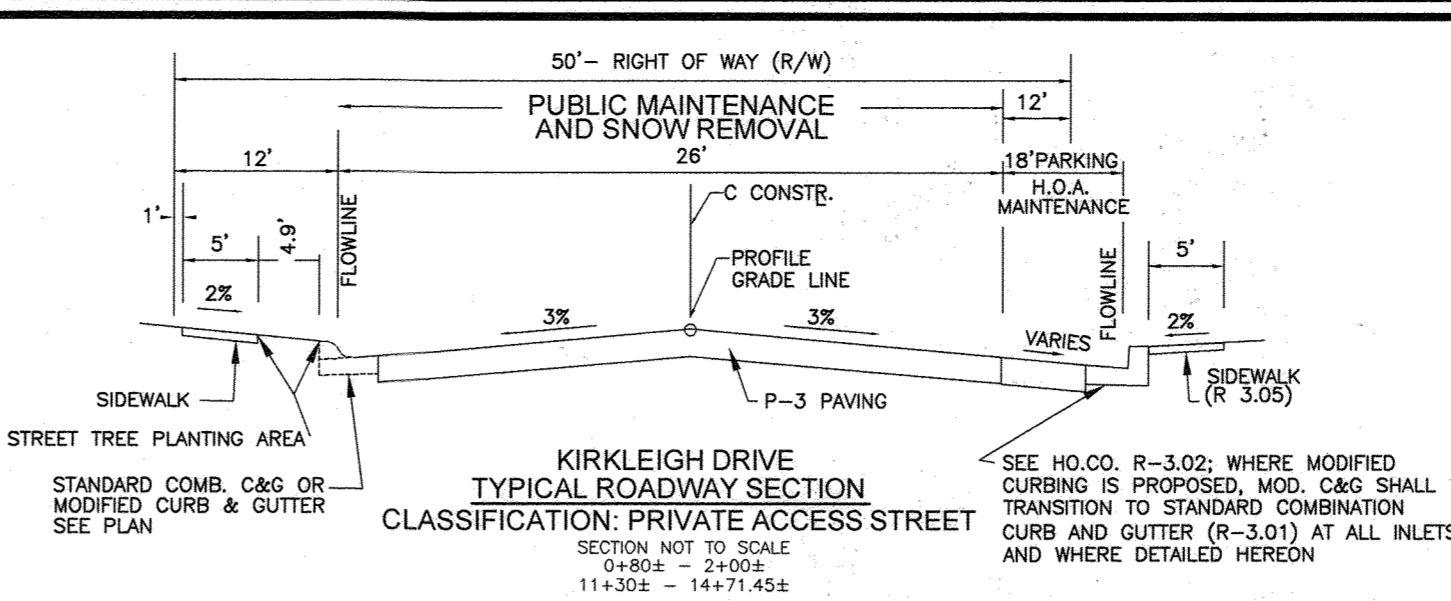 50'- RIGHT OF WAY (R/W)
PUBLIC MAINTENANCE
AND SNOW REMOVAL
12'
12'
26'
18'PARKING
H.O.A.
MAINTENANCE
C CONSTR.
1'
5'
4.9'
FLOWLINE
PROFILE
GRADE LINE
FLOWLINE
5'
2%
3%
3%
VARIES
2%
SIDEWALK
P-3 PAVING
SIDEWALK
(R 3.05)
STREET TREE PLANTING AREA
STANDARD COMB. C&G OR
MODIFIED CURB & GUTTER
SEE PLAN
KIRKLEIGH DRIVE
TYPICAL ROADWAY SECTION
CLASSIFICATION: PRIVATE ACCESS STREET
SECTION NOT TO SCALE
0+80± - 2+00±
11+30± - 14+71.45±
SEE HO.CO. R-3.02; WHERE MODIFIED
CURBING IS PROPOSED, MOD. C&G SHALL
TRANSITION TO STANDARD COMBINATION
CURB AND GUTTER (R-3.01) AT ALL INLETS
AND WHERE DETAILED HEREON